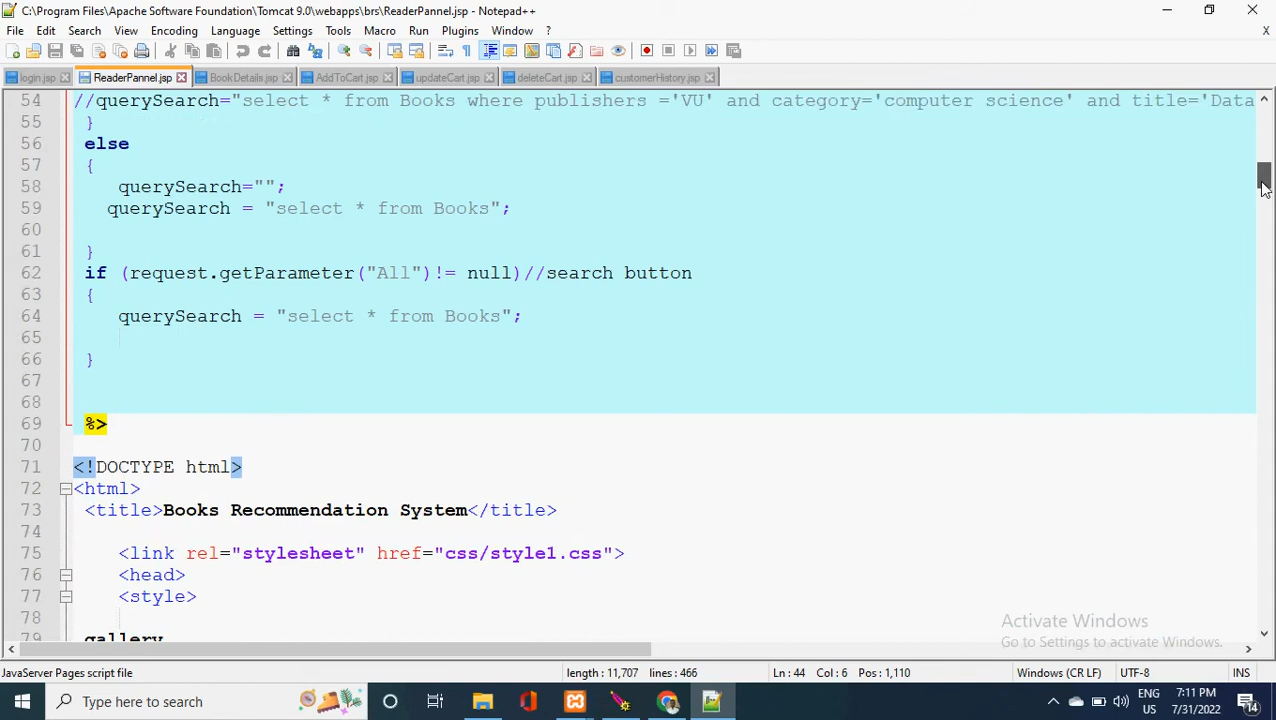 C:\Program Files\Apache Software Foundation\Tomcat 9.0\webapps\brs\ReaderPannel.jsp - Notepad++
File Edit Search View Encoding Language Settings Tools Macro Run Plugins Window ? X
login.jsp ReaderPannel.jsp BookDetails.jsp AddToCart.jsp updateCart.jsp deleteCart.jsp customerHistory.jsp
54 //querySearch="select * from Books where publishers ='VU' and category='computer science' and title='Data
55 }
56 else
57 {
58 querySearch="";
59 querySearch = "select * from Books";
60
61 }
62 if (request.getParameter("All")!= null)//search button
63 {
64 querySearch = "select * from Books";
65
66 }
67
68
69 %>
70
71 <!DOCTYPE html>
72 <html>
73 <title>Books Recommendation System</title>
74
75 <link rel="stylesheet" href="css/style1.css">
76 <head>
77 <style>
78
79 gallery
Activate Windows
Go to Settings to activate Windows.
JavaServer Pages script file length : 11,707 lines : 466 Ln : 44 Col : 6 Pos : 1,110 Windows (CR LF) UTF-8 INS
Type here to search
ENG
US
7:11 PM
7/31/2022
14